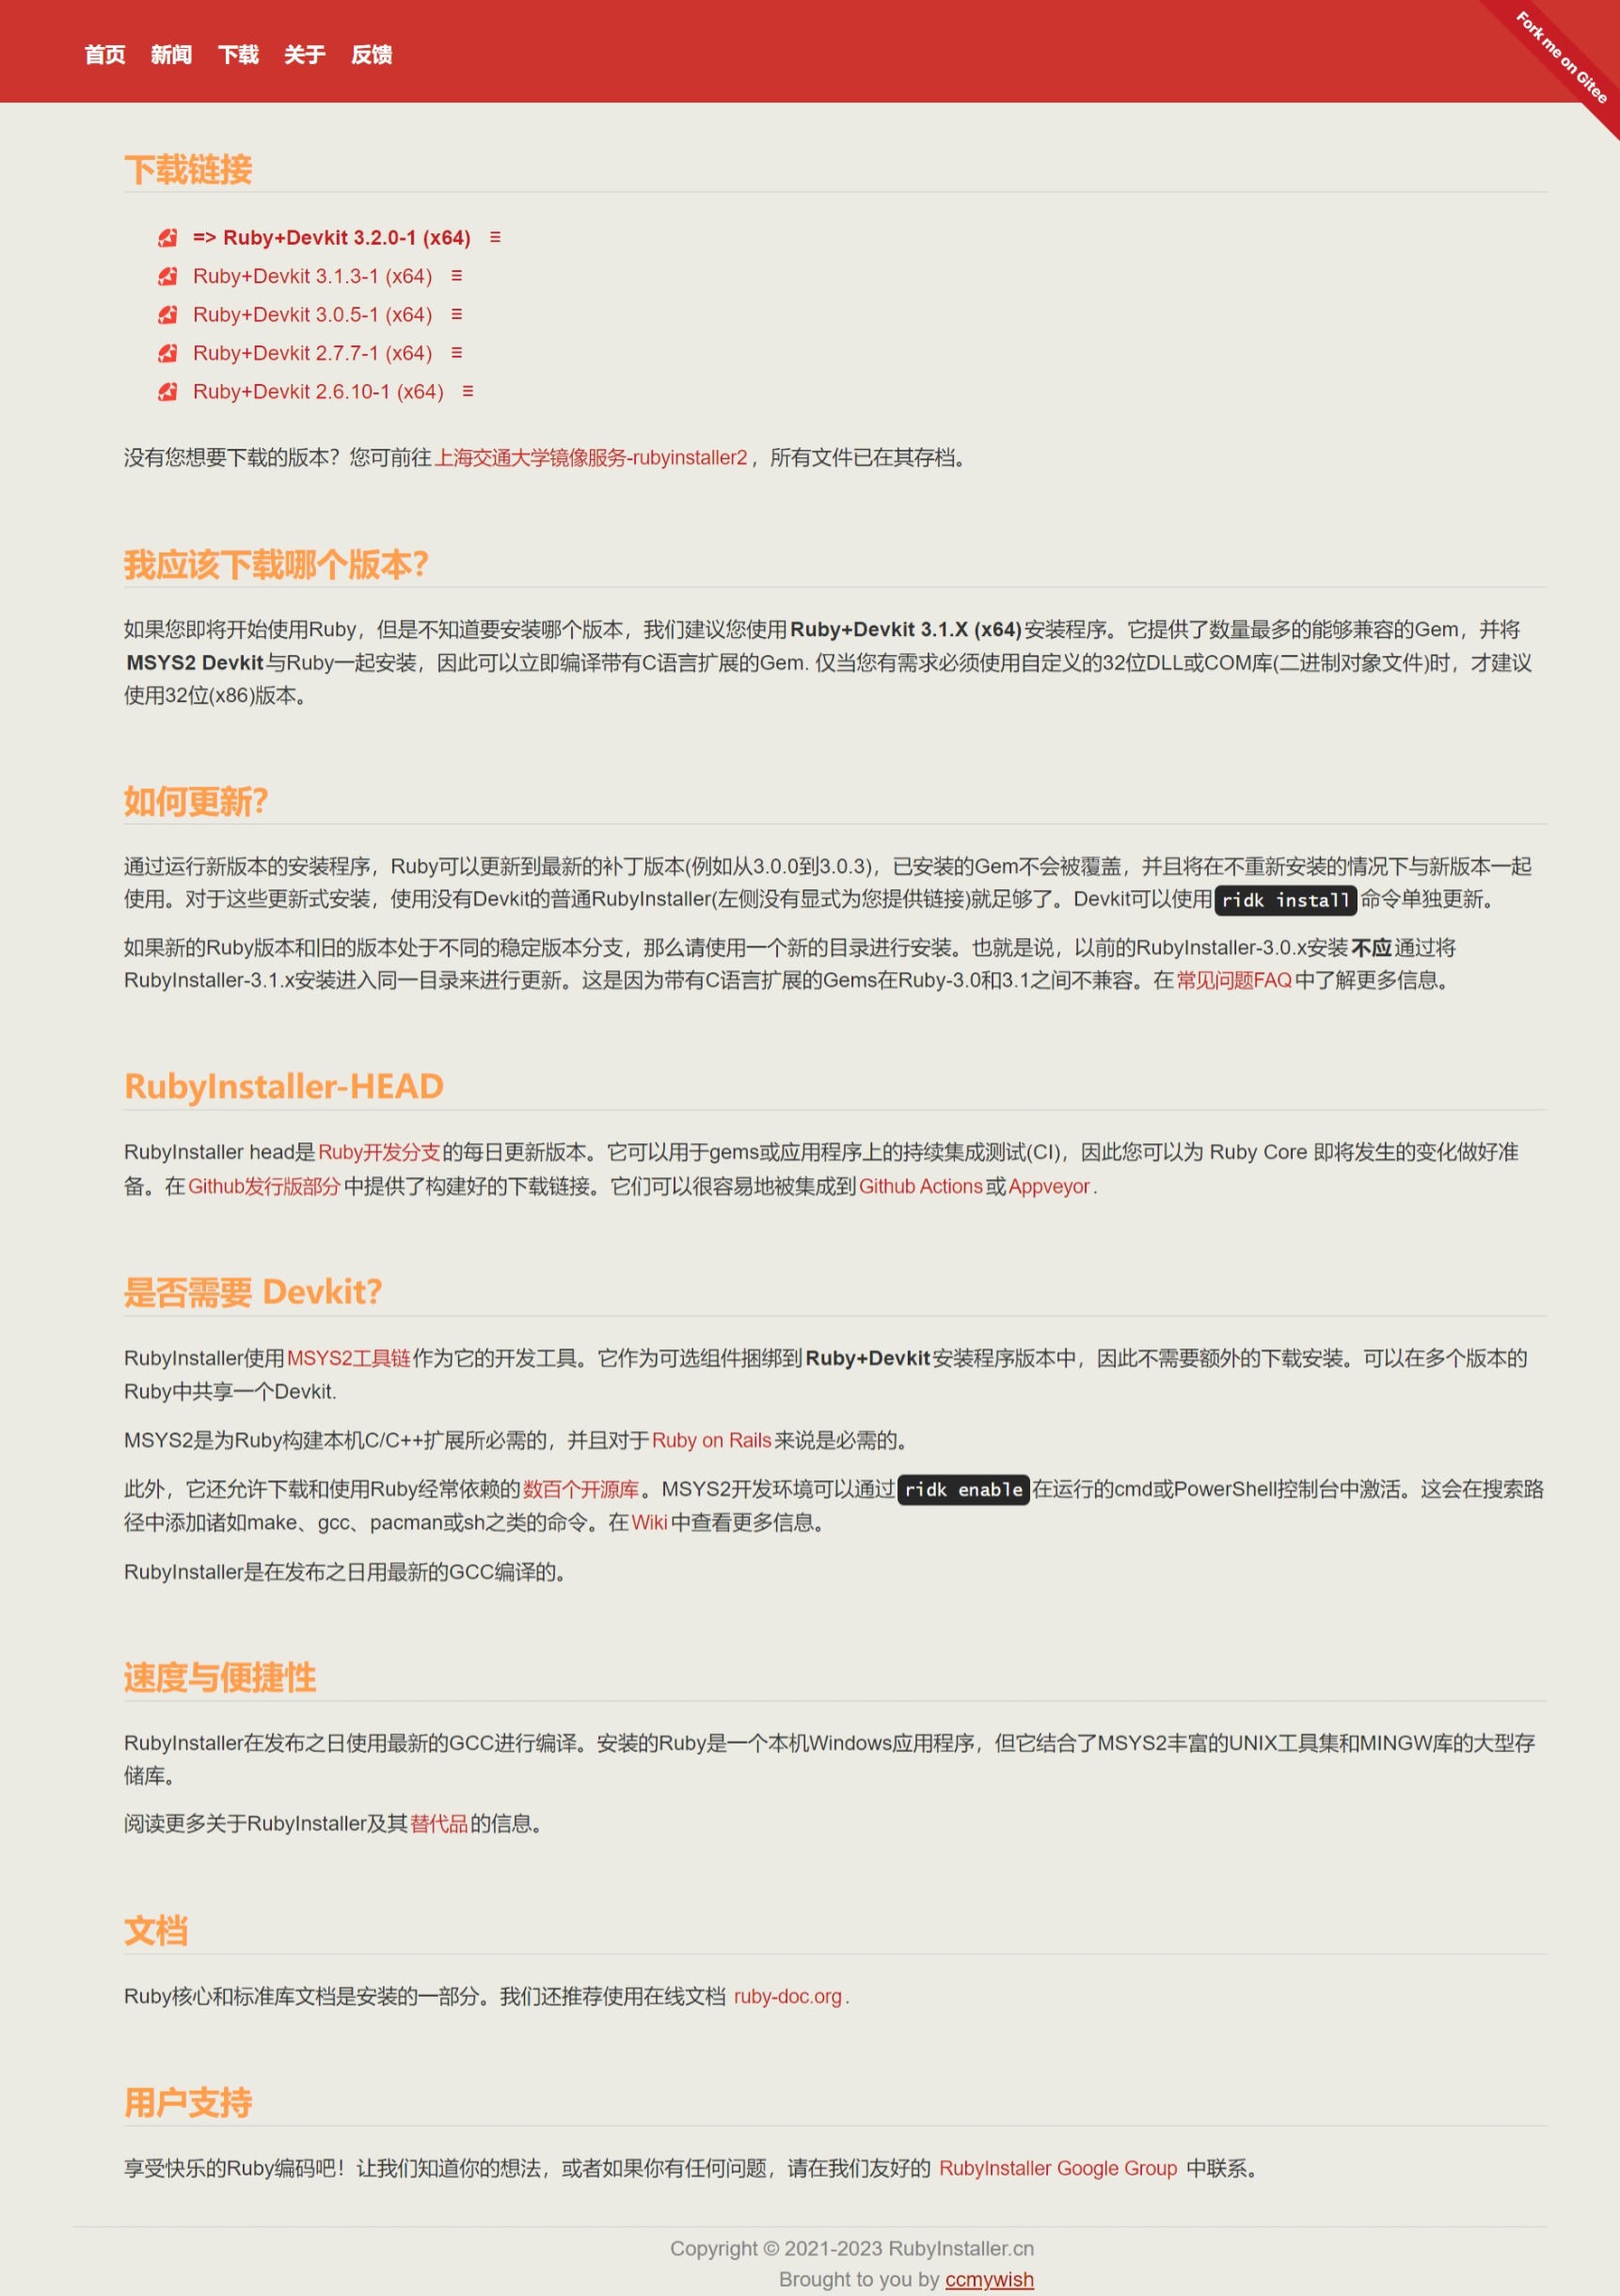 首页 新闻 下载 关于 反馈
Fork me on Gitee
下载链接
=> Ruby+Devkit 3.2.0-1 (x64) ≡
Ruby+Devkit 3.1.3-1 (x64) ≡
Ruby+Devkit 3.0.5-1 (x64) ≡
Ruby+Devkit 2.7.7-1 (x64) ≡
Ruby+Devkit 2.6.10-1 (x64) ≡
没有您想要下载的版本？您可前往上海交通大学镜像服务-rubyinstaller2，所有文件已在其存档。
我应该下载哪个版本？
如果您即将开始使用Ruby，但是不知道要安装哪个版本，我们建议您使用Ruby+Devkit 3.1.X (x64)安装程序。它提供了数量最多的能够兼容的Gem，并将
MSYS2 Devkit与Ruby一起安装，因此可以立即编译带有C语言扩展的Gem. 仅当您有需求必须使用自定义的32位DLL或COM库(二进制对象文件)时，才建议
使用32位(x86)版本。
如何更新？
通过运行新版本的安装程序，Ruby可以更新到最新的补丁版本(例如从3.0.0到3.0.3)，已安装的Gem不会被覆盖，并且将在不重新安装的情况下与新版本一起
使用。对于这些更新式安装，使用没有Devkit的普通RubyInstaller(左侧没有显式为您提供链接)就足够了。Devkit可以使用 ridk install 命令单独更新。
如果新的Ruby版本和旧的版本处于不同的稳定版本分支，那么请使用一个新的目录进行安装。也就是说，以前的RubyInstaller-3.0.x安装不应通过将
RubyInstaller-3.1.x安装进入同一目录来进行更新。这是因为带有C语言扩展的Gems在Ruby-3.0和3.1之间不兼容。在常见问题FAQ中了解更多信息。
RubyInstaller-HEAD
RubyInstaller head是Ruby开发分支的每日更新版本。它可以用于gems或应用程序上的持续集成测试(CI)，因此您可以为 Ruby Core 即将发生的变化做好准
备。在Github发行版部分中提供了构建好的下载链接。它们可以很容易地被集成到Github Actions或Appveyor.
是否需要 Devkit？
RubyInstaller使用MSYS2工具链作为它的开发工具。它作为可选组件捆绑到Ruby+Devkit安装程序版本中，因此不需要额外的下载安装。可以在多个版本的
Ruby中共享一个Devkit.
MSYS2是为Ruby构建本机C/C++扩展所必需的，并且对于Ruby on Rails来说是必需的。
此外，它还允许下载和使用Ruby经常依赖的数百个开源库。MSYS2开发环境可以通过 ridk enable 在运行的cmd或PowerShell控制台中激活。这会在搜索路
径中添加诸如make、gcc、pacman或sh之类的命令。在Wiki中查看更多信息。
RubyInstaller是在发布之日用最新的GCC编译的。
速度与便捷性
RubyInstaller在发布之日使用最新的GCC进行编译。安装的Ruby是一个本机Windows应用程序，但它结合了MSYS2丰富的UNIX工具集和MINGW库的大型存
储库。
阅读更多关于RubyInstaller及其替代品的信息。
文档
Ruby核心和标准库文档是安装的一部分。我们还推荐使用在线文档 ruby-doc.org.
用户支持
享受快乐的Ruby编码吧！让我们知道你的想法，或者如果你有任何问题，请在我们友好的 RubyInstaller Google Group 中联系。
Copyright © 2021-2023 RubyInstaller.cn
Brought to you by ccmywish